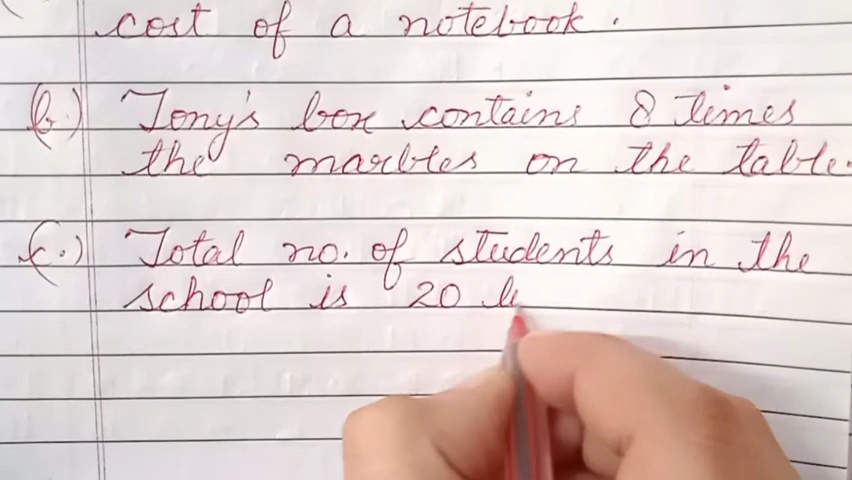 cost of a notebook.
(b.) Tony's box contains 8 times
the marbles on the table.
(c.) Total no. of students in the
school is 20